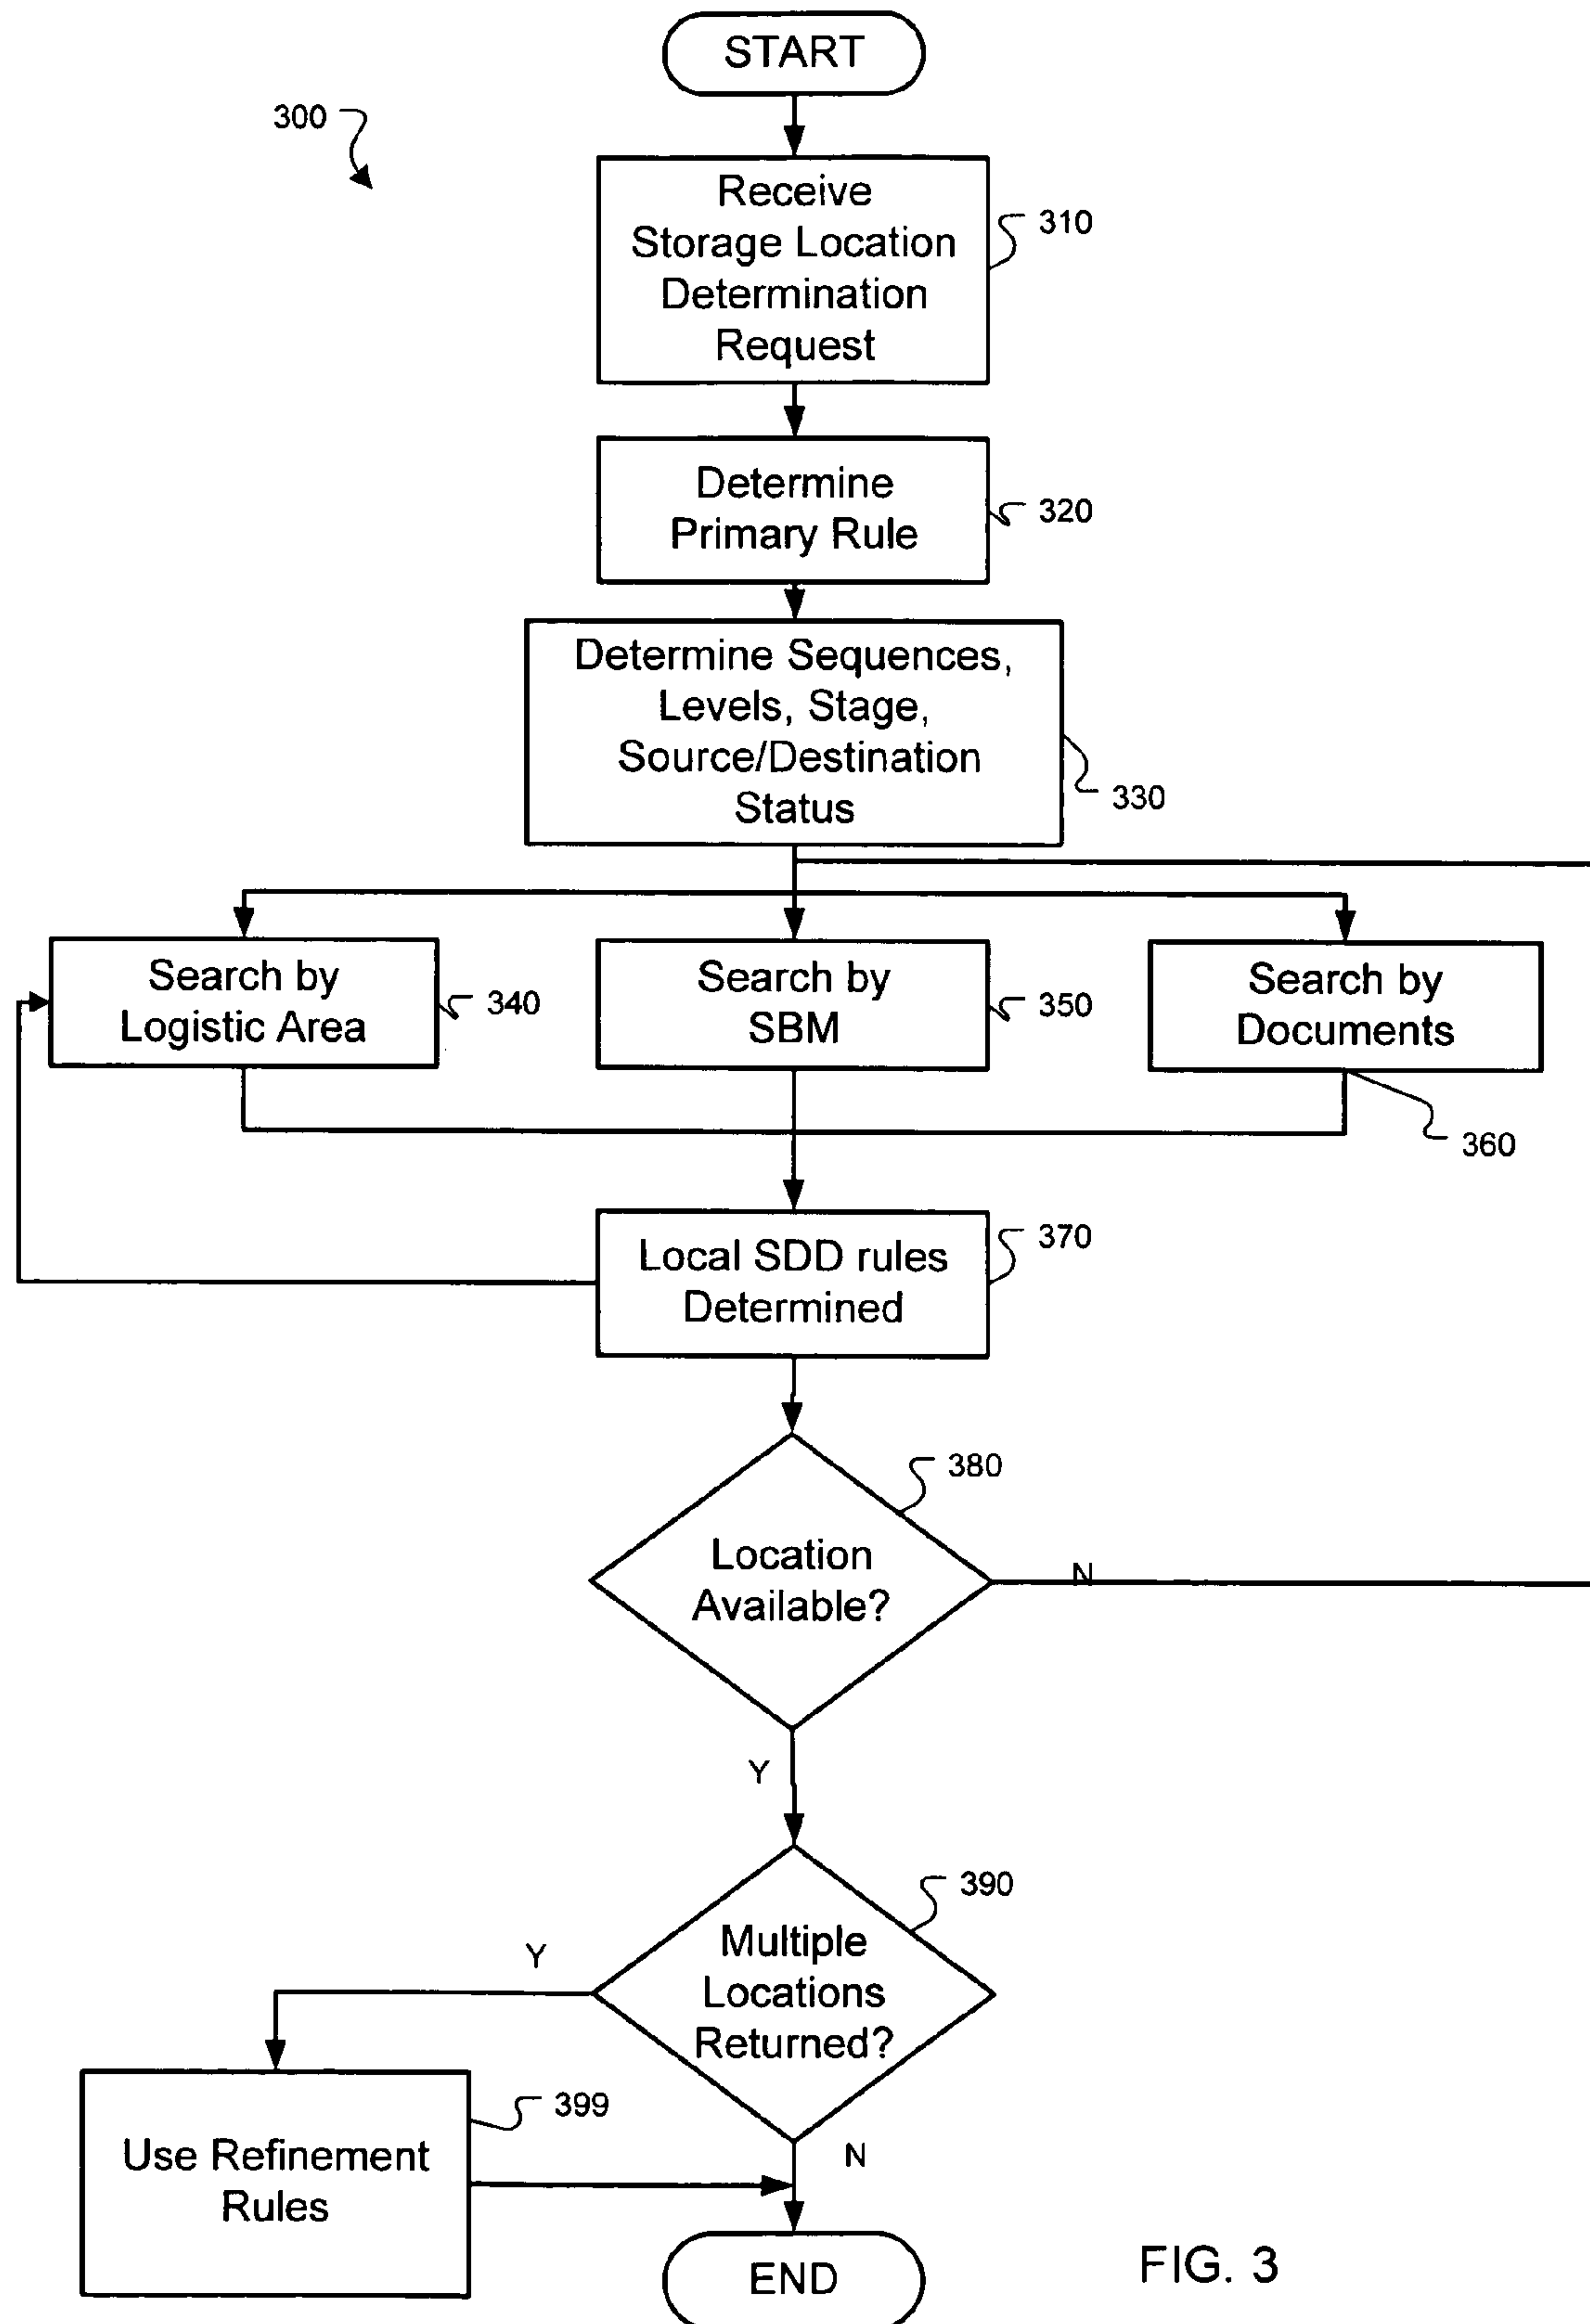 START
300
Receive
Storage Location
Determination
Request
310
Determine
Primary Rule
320
Determine Sequences,
Levels, Stage,
Source/Destination
Status
330
Search by
Logistic Area
340
Search by
SBM
350
Search by
Documents
360
Local SDD rules
Determined
370
380
Location
Available?
N
Y
390
Multiple
Locations
Returned?
Y
399
Use Refinement
Rules
N
END
FIG. 3